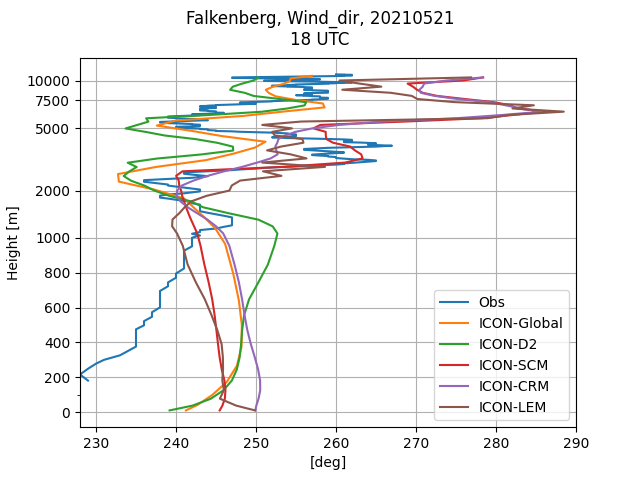 Falkenberg, Wind_dir, 20210521
18 UTC
Height [m]
10000
7500
5000
2000
1000
800
600
400
200
0
230
240
250
260
270
280
290
[deg]
Obs
ICON-Global
ICON-D2
ICON-SCM
ICON-CRM
ICON-LEM